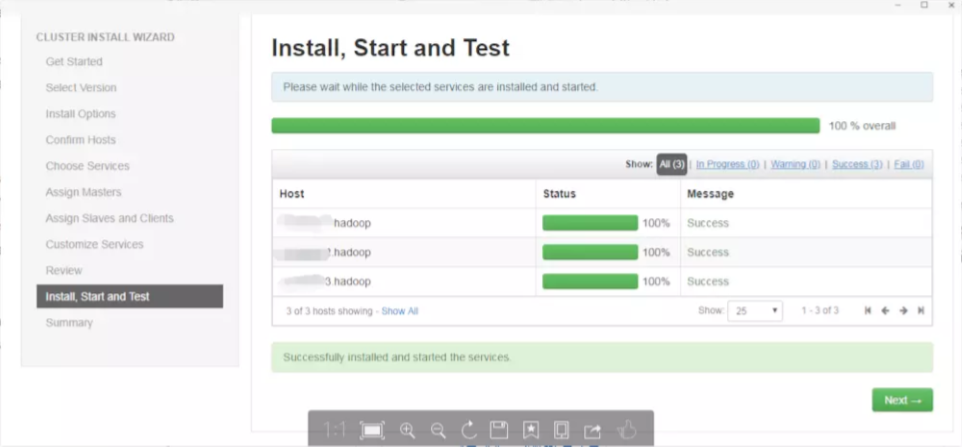 CLUSTER INSTALL WIZARD
Get Started
Select Version
Install Options
Confirm Hosts
Choose Services
Assign Masters
Assign Slaves and Clients
Customize Services
Review
Install, Start and Test
Summary
Install, Start and Test
Please wait while the selected services are installed and started.
100 % overall
Show: All (3) | In Progress (0) | Warning (0) | Success (3) | Fail (0)
Host Status Message
hadoop 100% Success
.hadoop 100% Success
3.hadoop 100% Success
3 of 3 hosts showing - Show All Show: 25 1 - 3 of 3
Successfully installed and started the services.
Next →
1:1